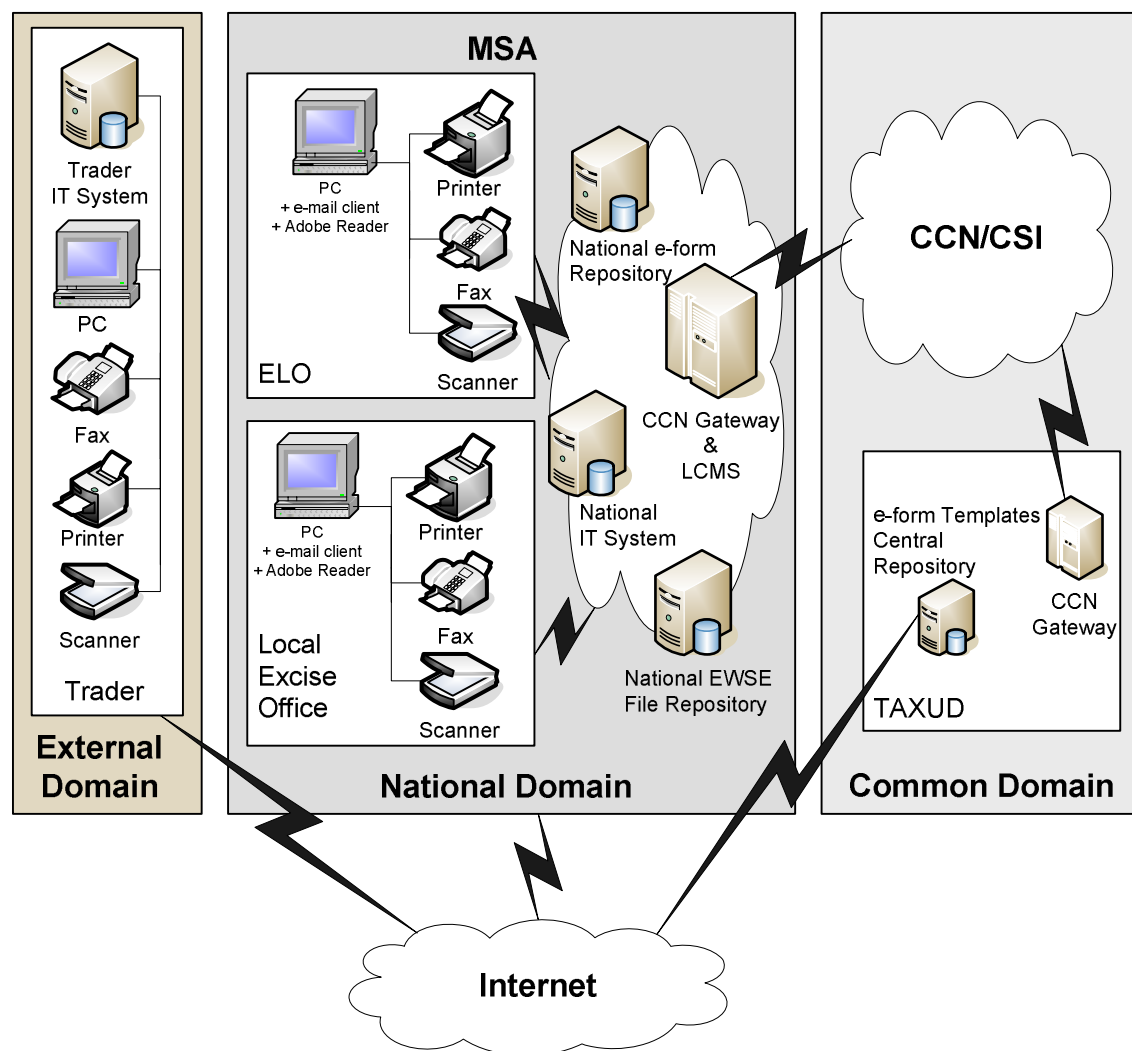 Trader
IT System
PC
Fax
Printer
Scanner
Trader
External
Domain
MSA
PC
+ e-mail client
+ Adobe Reader
Printer
Fax
Scanner
ELO
PC
+ e-mail client
+ Adobe Reader
Printer
Fax
Scanner
Local
Excise
Office
National e-form
Repository
CCN Gateway
&
LCMS
National
IT System
National EWSE
File Repository
National Domain
CCN/CSI
e-form Templates
Central
Repository
CCN
Gateway
TAXUD
Common Domain
Internet